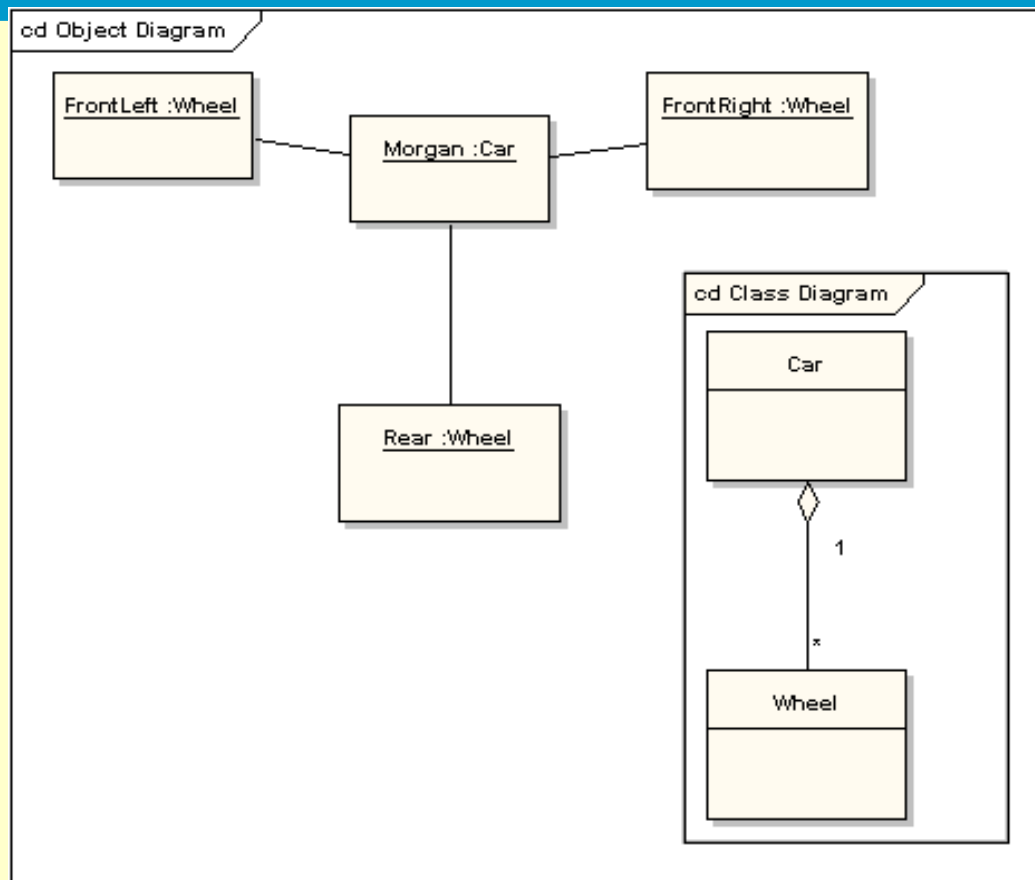 cd Object Diagram
FrontLeft :Wheel
FrontRight :Wheel
Morgan :Car
Rear :Wheel
cd Class Diagram
Car
1
*
Wheel